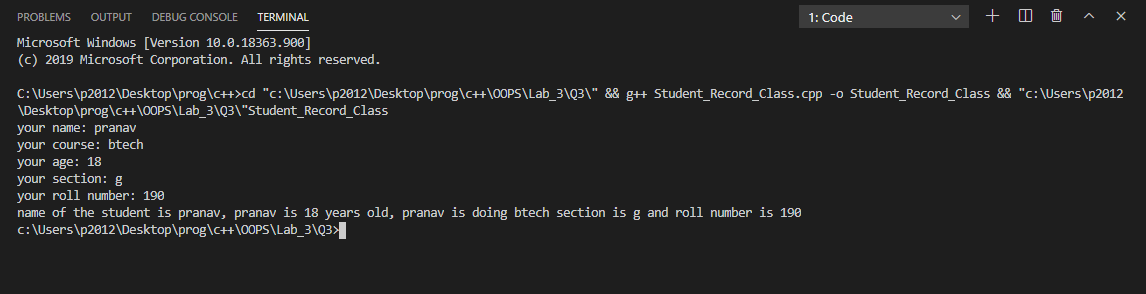 PROBLEMS OUTPUT DEBUG CONSOLE TERMINAL 1: Code
Microsoft Windows [Version 10.0.18363.900]
(c) 2019 Microsoft Corporation. All rights reserved.
C:\Users\p2012\Desktop\prog\c++>cd "c:\Users\p2012\Desktop\prog\c++\OOPS\Lab_3\Q3\" && g++ Student_Record_Class.cpp -o Student_Record_Class && "c:\Users\p2012
\Desktop\prog\c++\OOPS\Lab_3\Q3\"Student_Record_Class
your name: pranav
your course: btech
your age: 18
your section: g
your roll number: 190
name of the student is pranav, pranav is 18 years old, pranav is doing btech section is g and roll number is 190
c:\Users\p2012\Desktop\prog\c++\OOPS\Lab_3\Q3>